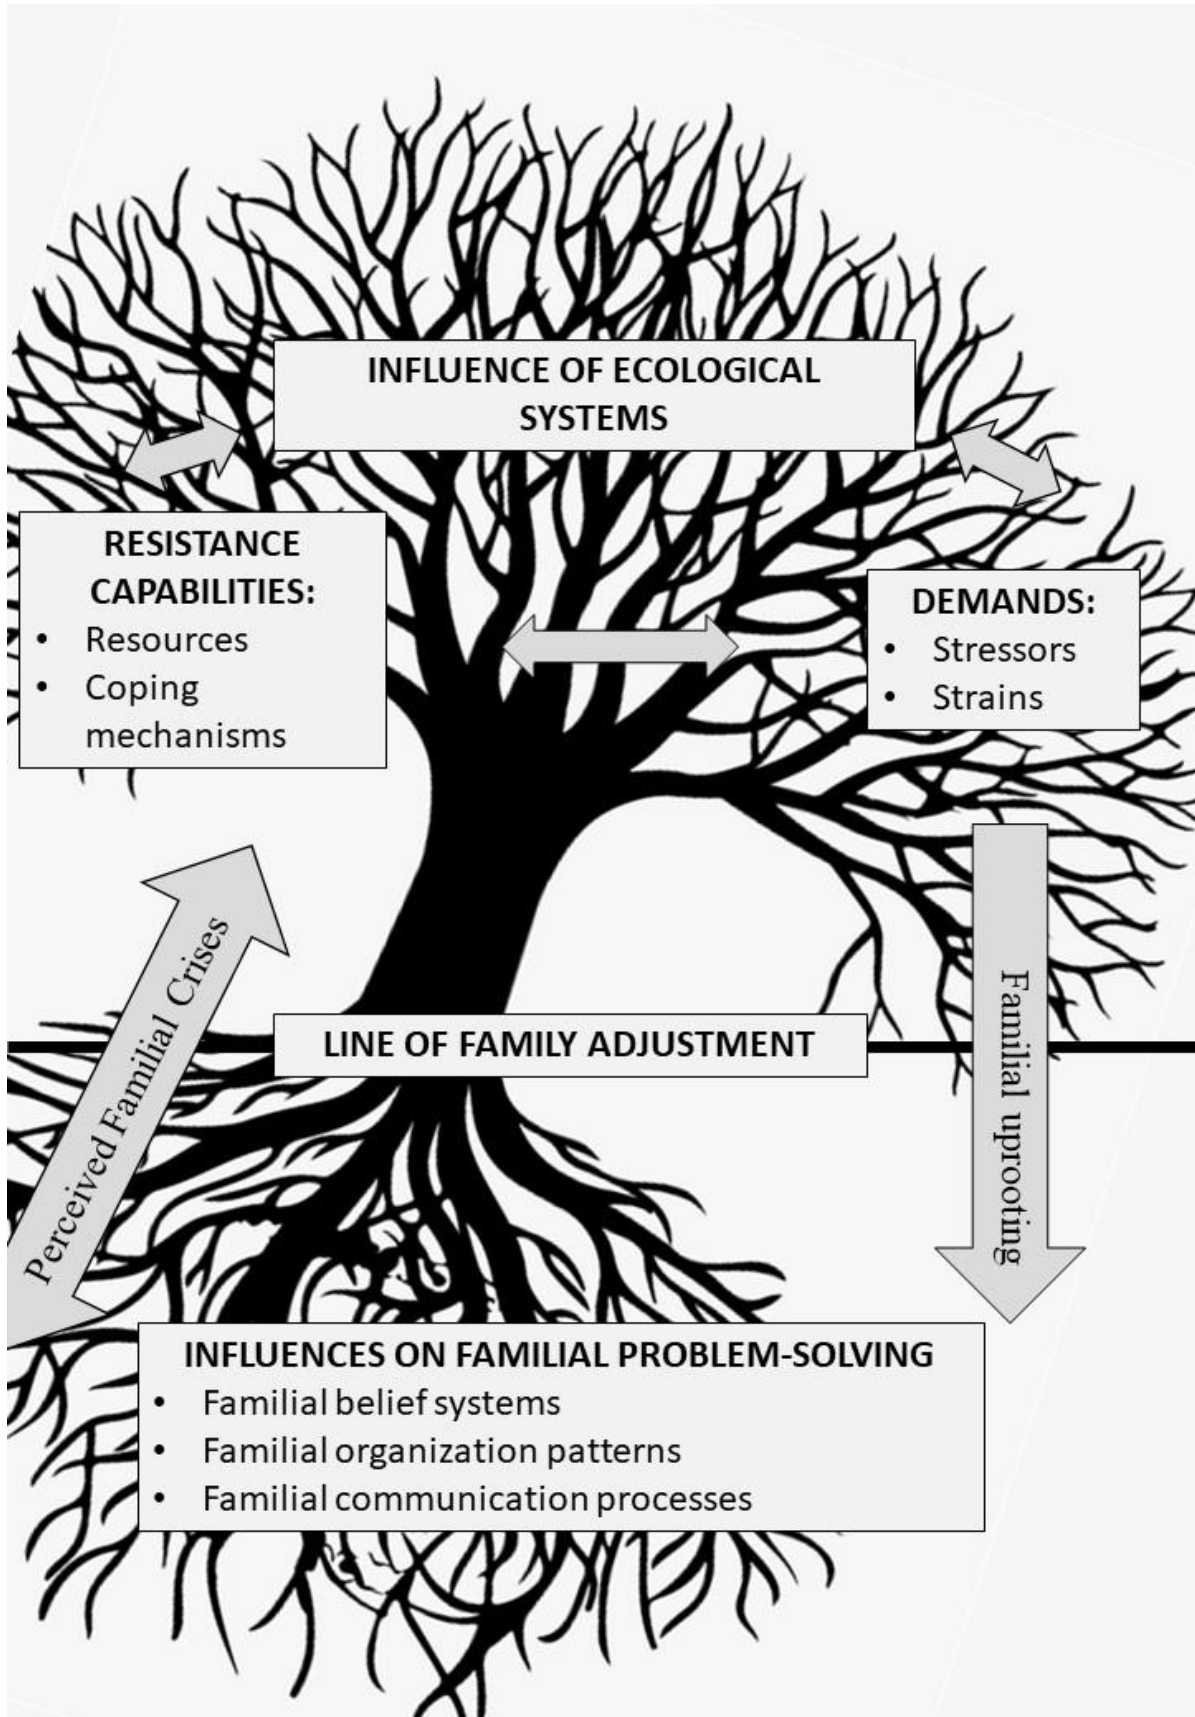 INFLUENCE OF ECOLOGICAL
SYSTEMS
RESISTANCE
CAPABILITIES:
• Resources
• Coping
mechanisms
DEMANDS:
• Stressors
• Strains
Perceived Familial Crises
LINE OF FAMILY ADJUSTMENT
Familial uprooting
INFLUENCES ON FAMILIAL PROBLEM-SOLVING
• Familial belief systems
• Familial organization patterns
• Familial communication processes